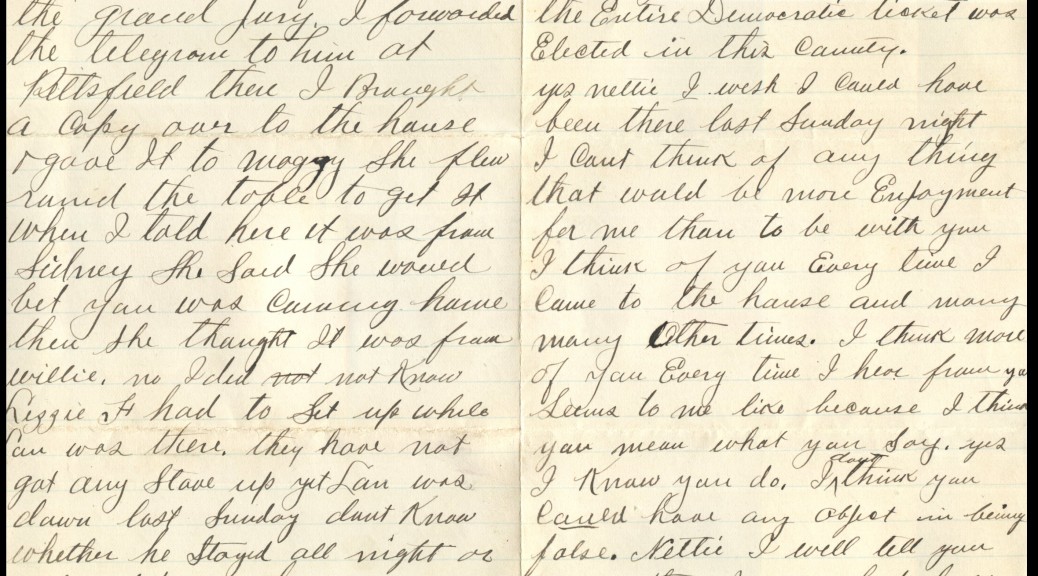 the grand Jury. I forwarded
the telegram to him at
Pittsfield then I Braught
a copy over to the house
& gave It to maggy She flew
round the table to get It
when I told here it was from
Sidney She Said She would
bet you was Comming home
then She thought It was from
willie. no I did not not Know
Lizzie H had to Set up while
Lan was there. they have not
got any Stove up yet Lan was
down last Sunday dont Know
whether he Stayed all night or
the Entire Democratic ticket was
Elected in this County.
yes nettie I wish I could have
been there last Sunday night
I Cant think of any thing
that would be more Enjoyment
for me than to be with you
I think of you Every time I
Come to the house and many
many Other times. I think more
of you Every time I hear from you
Seems to me like because I think
you mean what you Say. yes
I Know you do. I dont think you
Could have any object in being
false. Nettie I will tell you